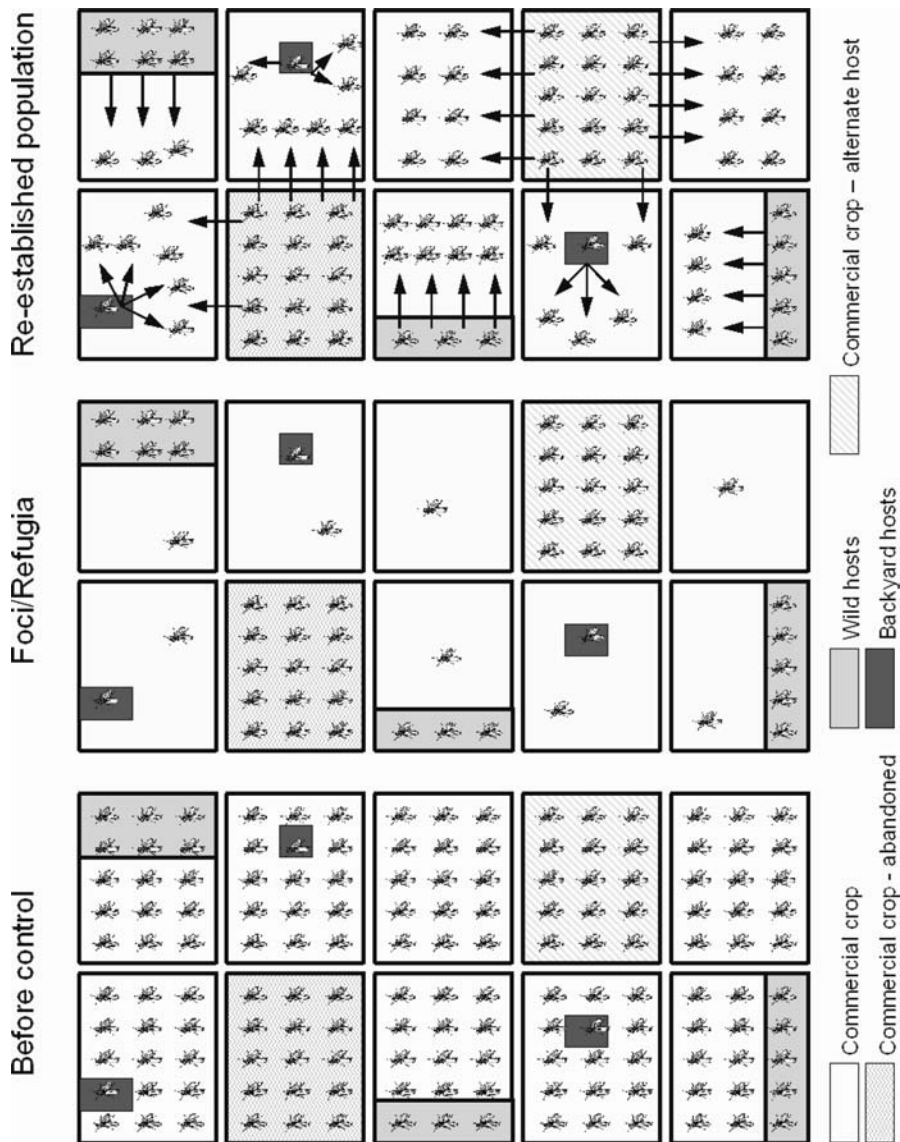 Before control
Foci/Refugia
Re-established population
Commercial crop
Commercial crop - abandoned
Wild hosts
Backyard hosts
Commercial crop – alternate host